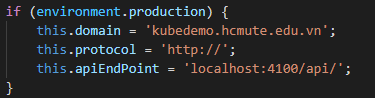 if (environment.production) {
    this.domain = 'kubedemo.hcmute.edu.vn';
    this.protocol = 'http://';
    this.apiEndPoint = 'localhost:4100/api/';
}